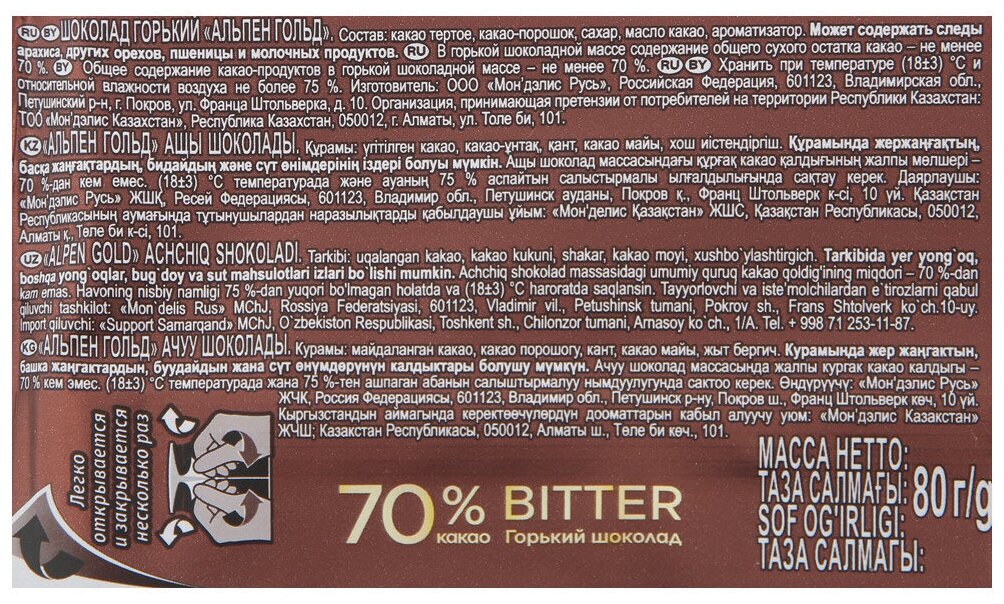 RU BY ШОКОЛАД ГОРЬКИЙ «АЛЬПЕН ГОЛЬД». Состав: какао тертое, какао-порошок, сахар, масло какао, ароматизатор. Может содержать следы
арахиса, других орехов, пшеницы и молочных продуктов. RU В горькой шоколадной массе содержание общего сухого остатка какао – не менее
70 %. BY Общее содержание какао-продуктов в горькой шоколадной массе – не менее 70 %. RU BY Хранить при температуре (18±3) °С и
относительной влажности воздуха не более 75 %. Изготовитель: ООО «Мон'дэлис Русь», Российская Федерация, 601123, Владимирская обл.,
Петушинский р-н, г. Покров, ул. Франца Штольверка, д. 10. Организация, принимающая претензии от потребителей на территории Республики Казахстан:
ТОО «Мон'дэлис Казахстан», Республика Казахстан, 050012, г. Алматы, ул. Толе би, 101.
KZ «АЛЬПЕН ГОЛЬД» АЩЫ ШОКОЛАДЫ. Құрамы: үгітілген какао, какао-ұнтақ, қант, какао майы, хош иістендіргіш. Құрамында жержаңғақтың,
басқа жаңғақтардың, бидайдың және сүт өнімдерінің іздері болуы мүмкін. Ащы шоколад массасындағы құрғақ какао қалдығының жалпы мөлшері –
70 %-дан кем емес. (18±3) °С температурада және ауаның 75 % аспайтын салыстырмалы ылғалдылығында сақтау керек. Даярлаушы:
«Мон'дэлис Русь» ЖШҚ, Ресей Федерациясы, 601123, Владимир обл., Петушинск ауданы, Покров қ., Франц Штольверк к-сі, 10 үй. Қазақстан
Республикасының аумағында тұтынушылардан наразылықтарды қабылдаушы ұйым: «Мон'делис Қазақстан» ЖШС, Қазақстан Республикасы, 050012,
Алматы қ., Төле би к-сі, 101.
UZ «ALPEN GOLD» ACHCHIQ SHOKOLADI. Tarkibi: uqalangan kakao, kakao kukuni, shakar, kakao moyi, xushbo`ylashtirgich. Tarkibida yer yong`oq,
boshqa yong`oqlar, bug`doy va sut mahsulotlari izlari bo`lishi mumkin. Achchiq shokolad massasidagi umumiy quruq kakao qoldig'ining miqdori – 70 %-dan
kam emas. Havoning nisbiy namligi 75 %-dan yuqori bo'lmagan holatda va (18±3) °C haroratda saqlansin. Tayyorlovchi va iste'molchilardan e`tirozlarni qabul
qiluvchi tashkilot: «Mon`delis Rus» MChJ, Rossiya Federatsiyasi, 601123, Vladimir vil., Petushinsk tumani, Pokrov sh., Frans Shtolverk ko`ch.10-uy.
Import qiluvchi: «Support Samarqand» MChJ, O`zbekiston Respublikasi, Toshkent sh., Chilonzor tumani, Arnasoy ko`ch., 1/A. Tel. + 998 71 253-11-87.
KG «АЛЬПЕН ГОЛЬД» АЧУУ ШОКОЛАДЫ. Курамы: майдаланган какао, какао порошогу, кант, какао майы, жыт бергич. Курамында жер жаңгактын,
башка жаңгактардын, буудайдын жана сүт өнүмдөрүнүн калдыктары болушу мүмкүн. Ачуу шоколад массасында жалпы кургак какао калдыгы –
70 % кем эмес. (18±3) °С температурада жана 75 %-тен ашпаган абанын салыштырмалуу нымдуулугунда сактоо керек. Өндүрүүчү: «Мон'дэлис Русь»
ЖЧК, Россия Федерациясы, 601123, Владимир обл., Петушинск р-ну, Покров ш., Франц Штольверк көч, 10 үй.
Кыргызстандын аймагында керектөөчүлөрдүн дооматтарын кабыл алуучу уюм: «Мон'дэлис Казакстан»
ЖЧШ; Казакстан Республикасы, 050012, Алматы ш., Төле би көч., 101.
Легко
открывается
и закрывается
несколько раз
70% BITTER
какао Горький шоколад
МАССА НЕТТО:
ТАЗА САЛМАҒЫ: 80 г/g
SOF OG'IRLIGI:
ТАЗА САЛМАГЫ: